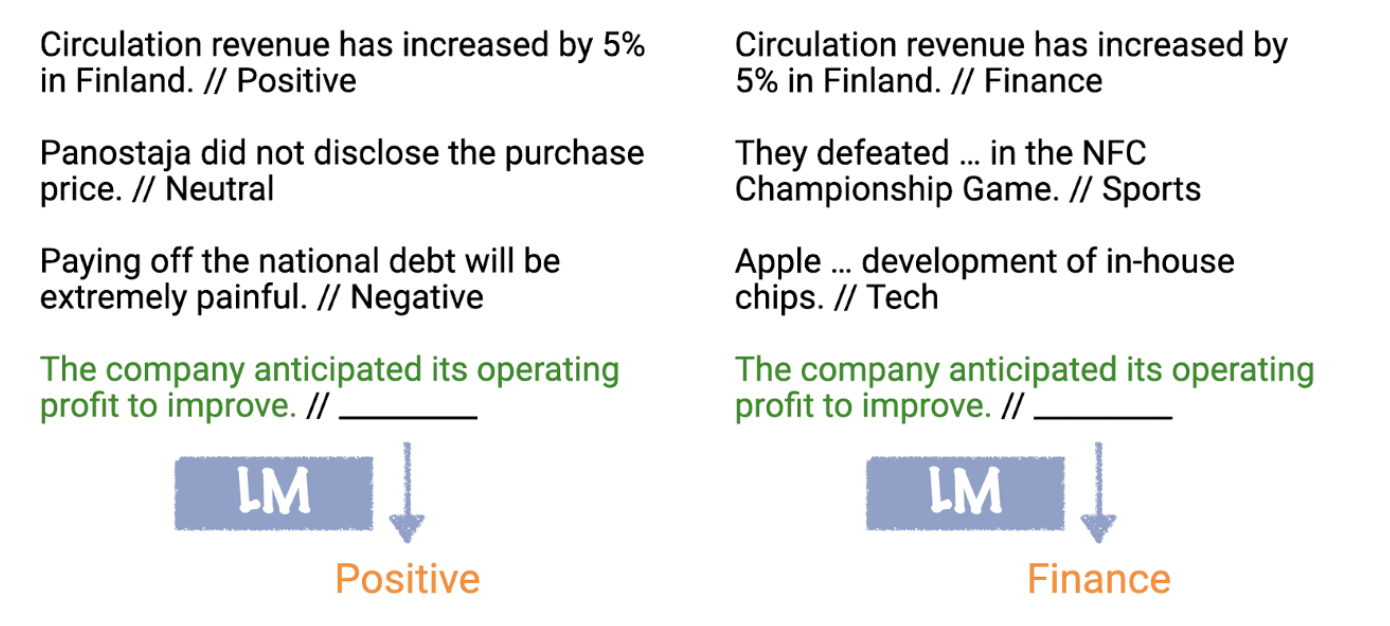 Circulation revenue has increased by 5%
in Finland. // Positive
Panostaja did not disclose the purchase
price. // Neutral
Paying off the national debt will be
extremely painful. // Negative
The company anticipated its operating
profit to improve. // ________
LM
Positive
Circulation revenue has increased by
5% in Finland. // Finance
They defeated ... in the NFC
Championship Game. // Sports
Apple ... development of in-house
chips. // Tech
The company anticipated its operating
profit to improve. // ________
LM
Finance